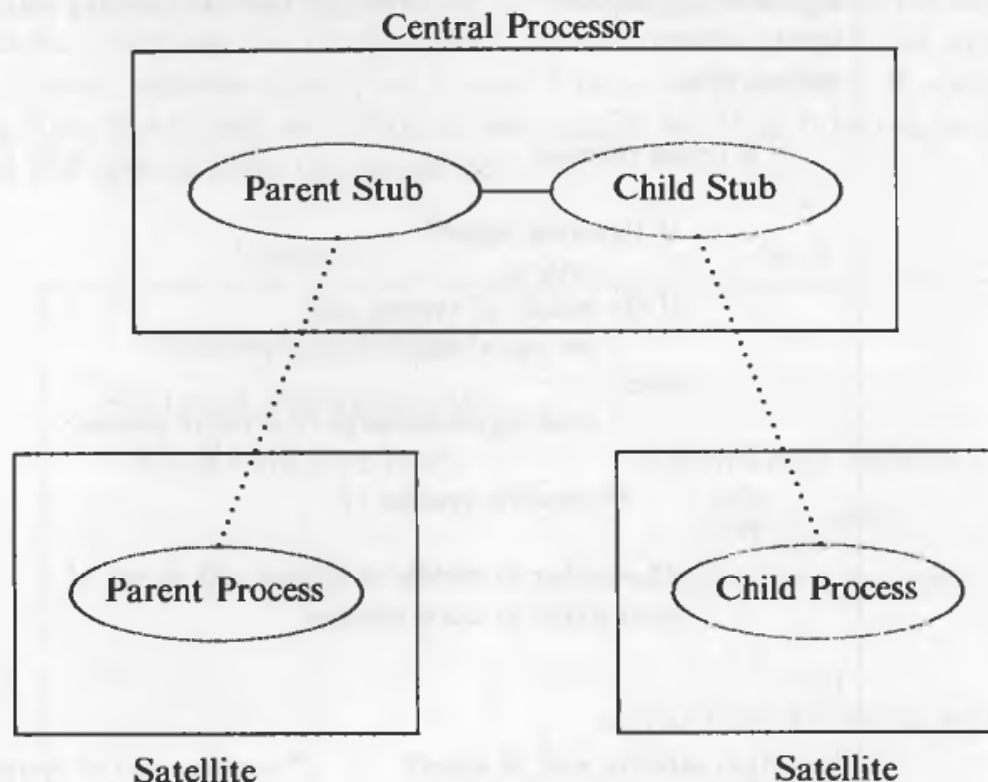 Central Processor
Parent Stub
Child Stub
Parent Process
Child Process
Satellite
Satellite